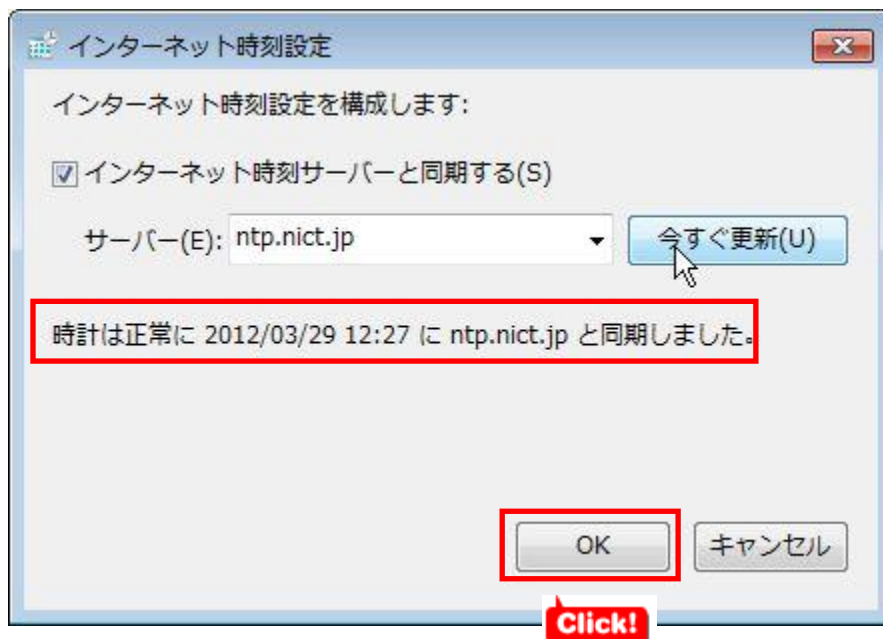 インターネット時刻設定
インターネット時刻設定を構成します:
インターネット時刻サーバーと同期する(S)
サーバー(E): ntp.nict.jp 今すぐ更新(U)
時計は正常に 2012/03/29 12:27 に ntp.nict.jp と同期しました。
OK キャンセル
Click!